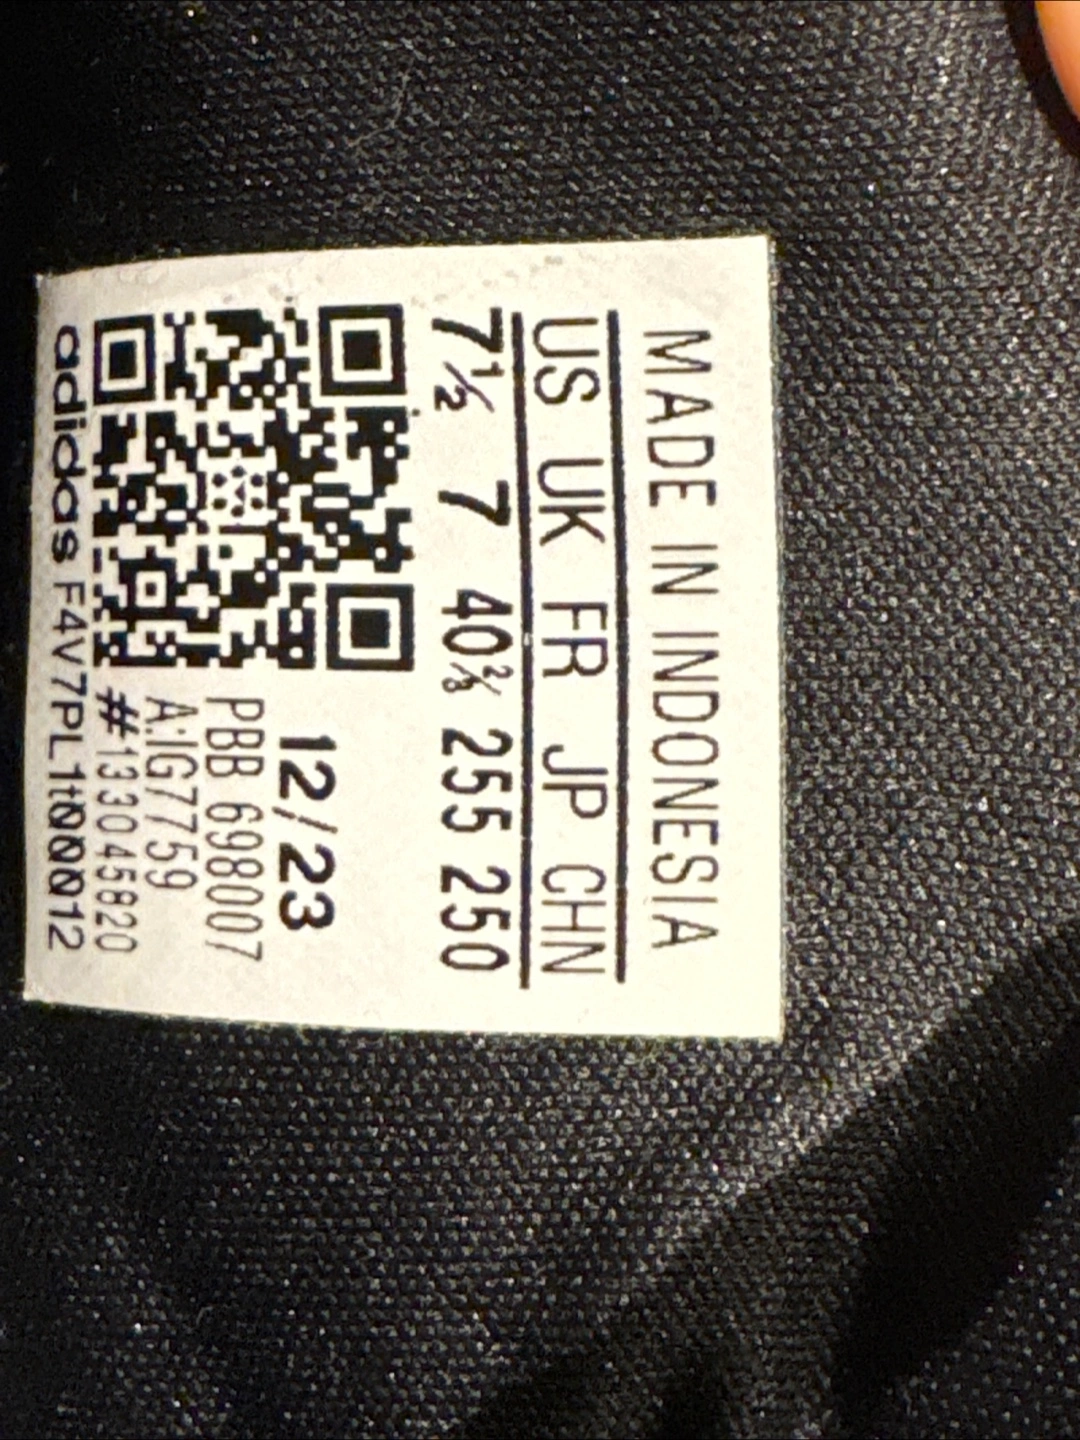 MADE IN INDONESIA
US UK FR JP CHN
7½ 7 40⅔ 255 250
12/23
PBB 698007
A:IG7759
#133045820
adidas